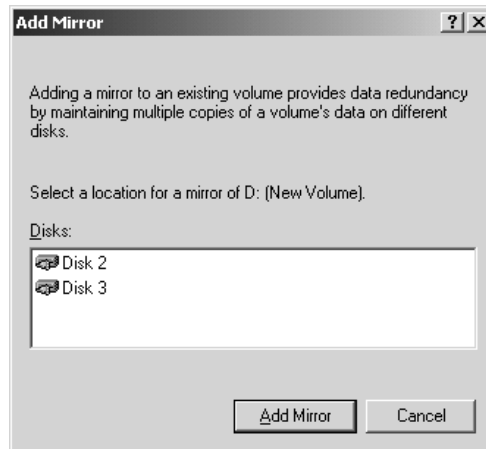 Add Mirror
Adding a mirror to an existing volume provides data redundancy
by maintaining multiple copies of a volume's data on different
disks.
Select a location for a mirror of D: (New Volume).
Disks:
Disk 2
Disk 3
Add Mirror Cancel